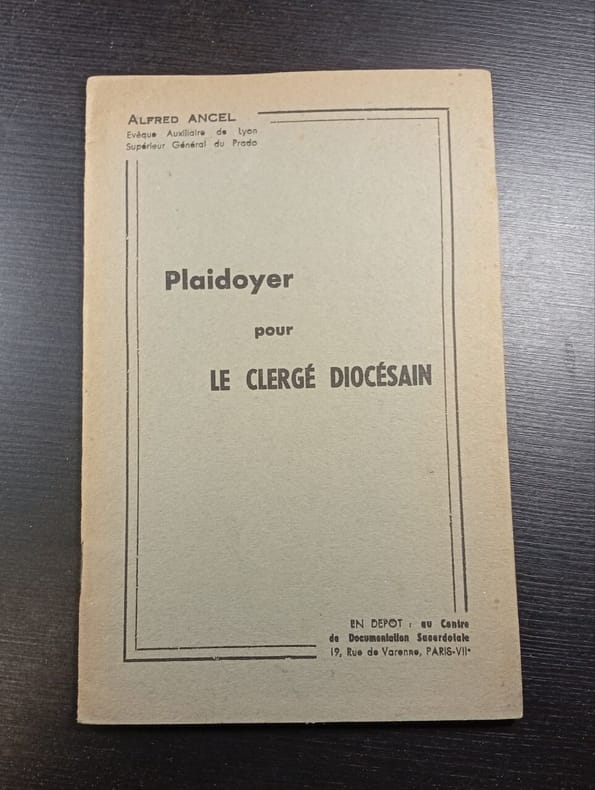 ALFRED ANCEL
Evêque Auxiliaire de Lyon
Supérieur Général du Prado
Plaidoyer
pour
LE CLERGÉ DIOCÉSAIN
EN DEPOT : au Centre
de Documentation Sacerdotale
19, Rue de Varenne, PARIS-VIIe